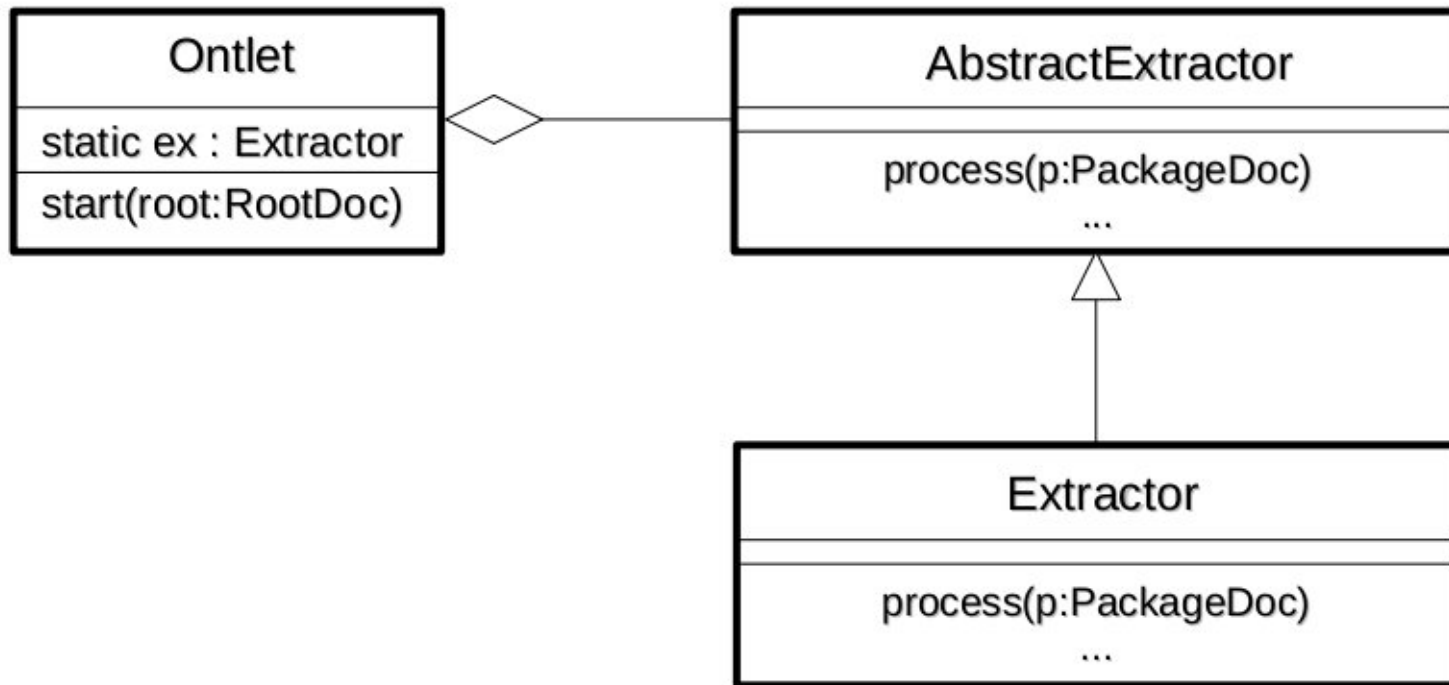 Ontlet
static ex : Extractor
start(root:RootDoc)
AbstractExtractor
process(p:PackageDoc)
...
Extractor
process(p:PackageDoc)
...